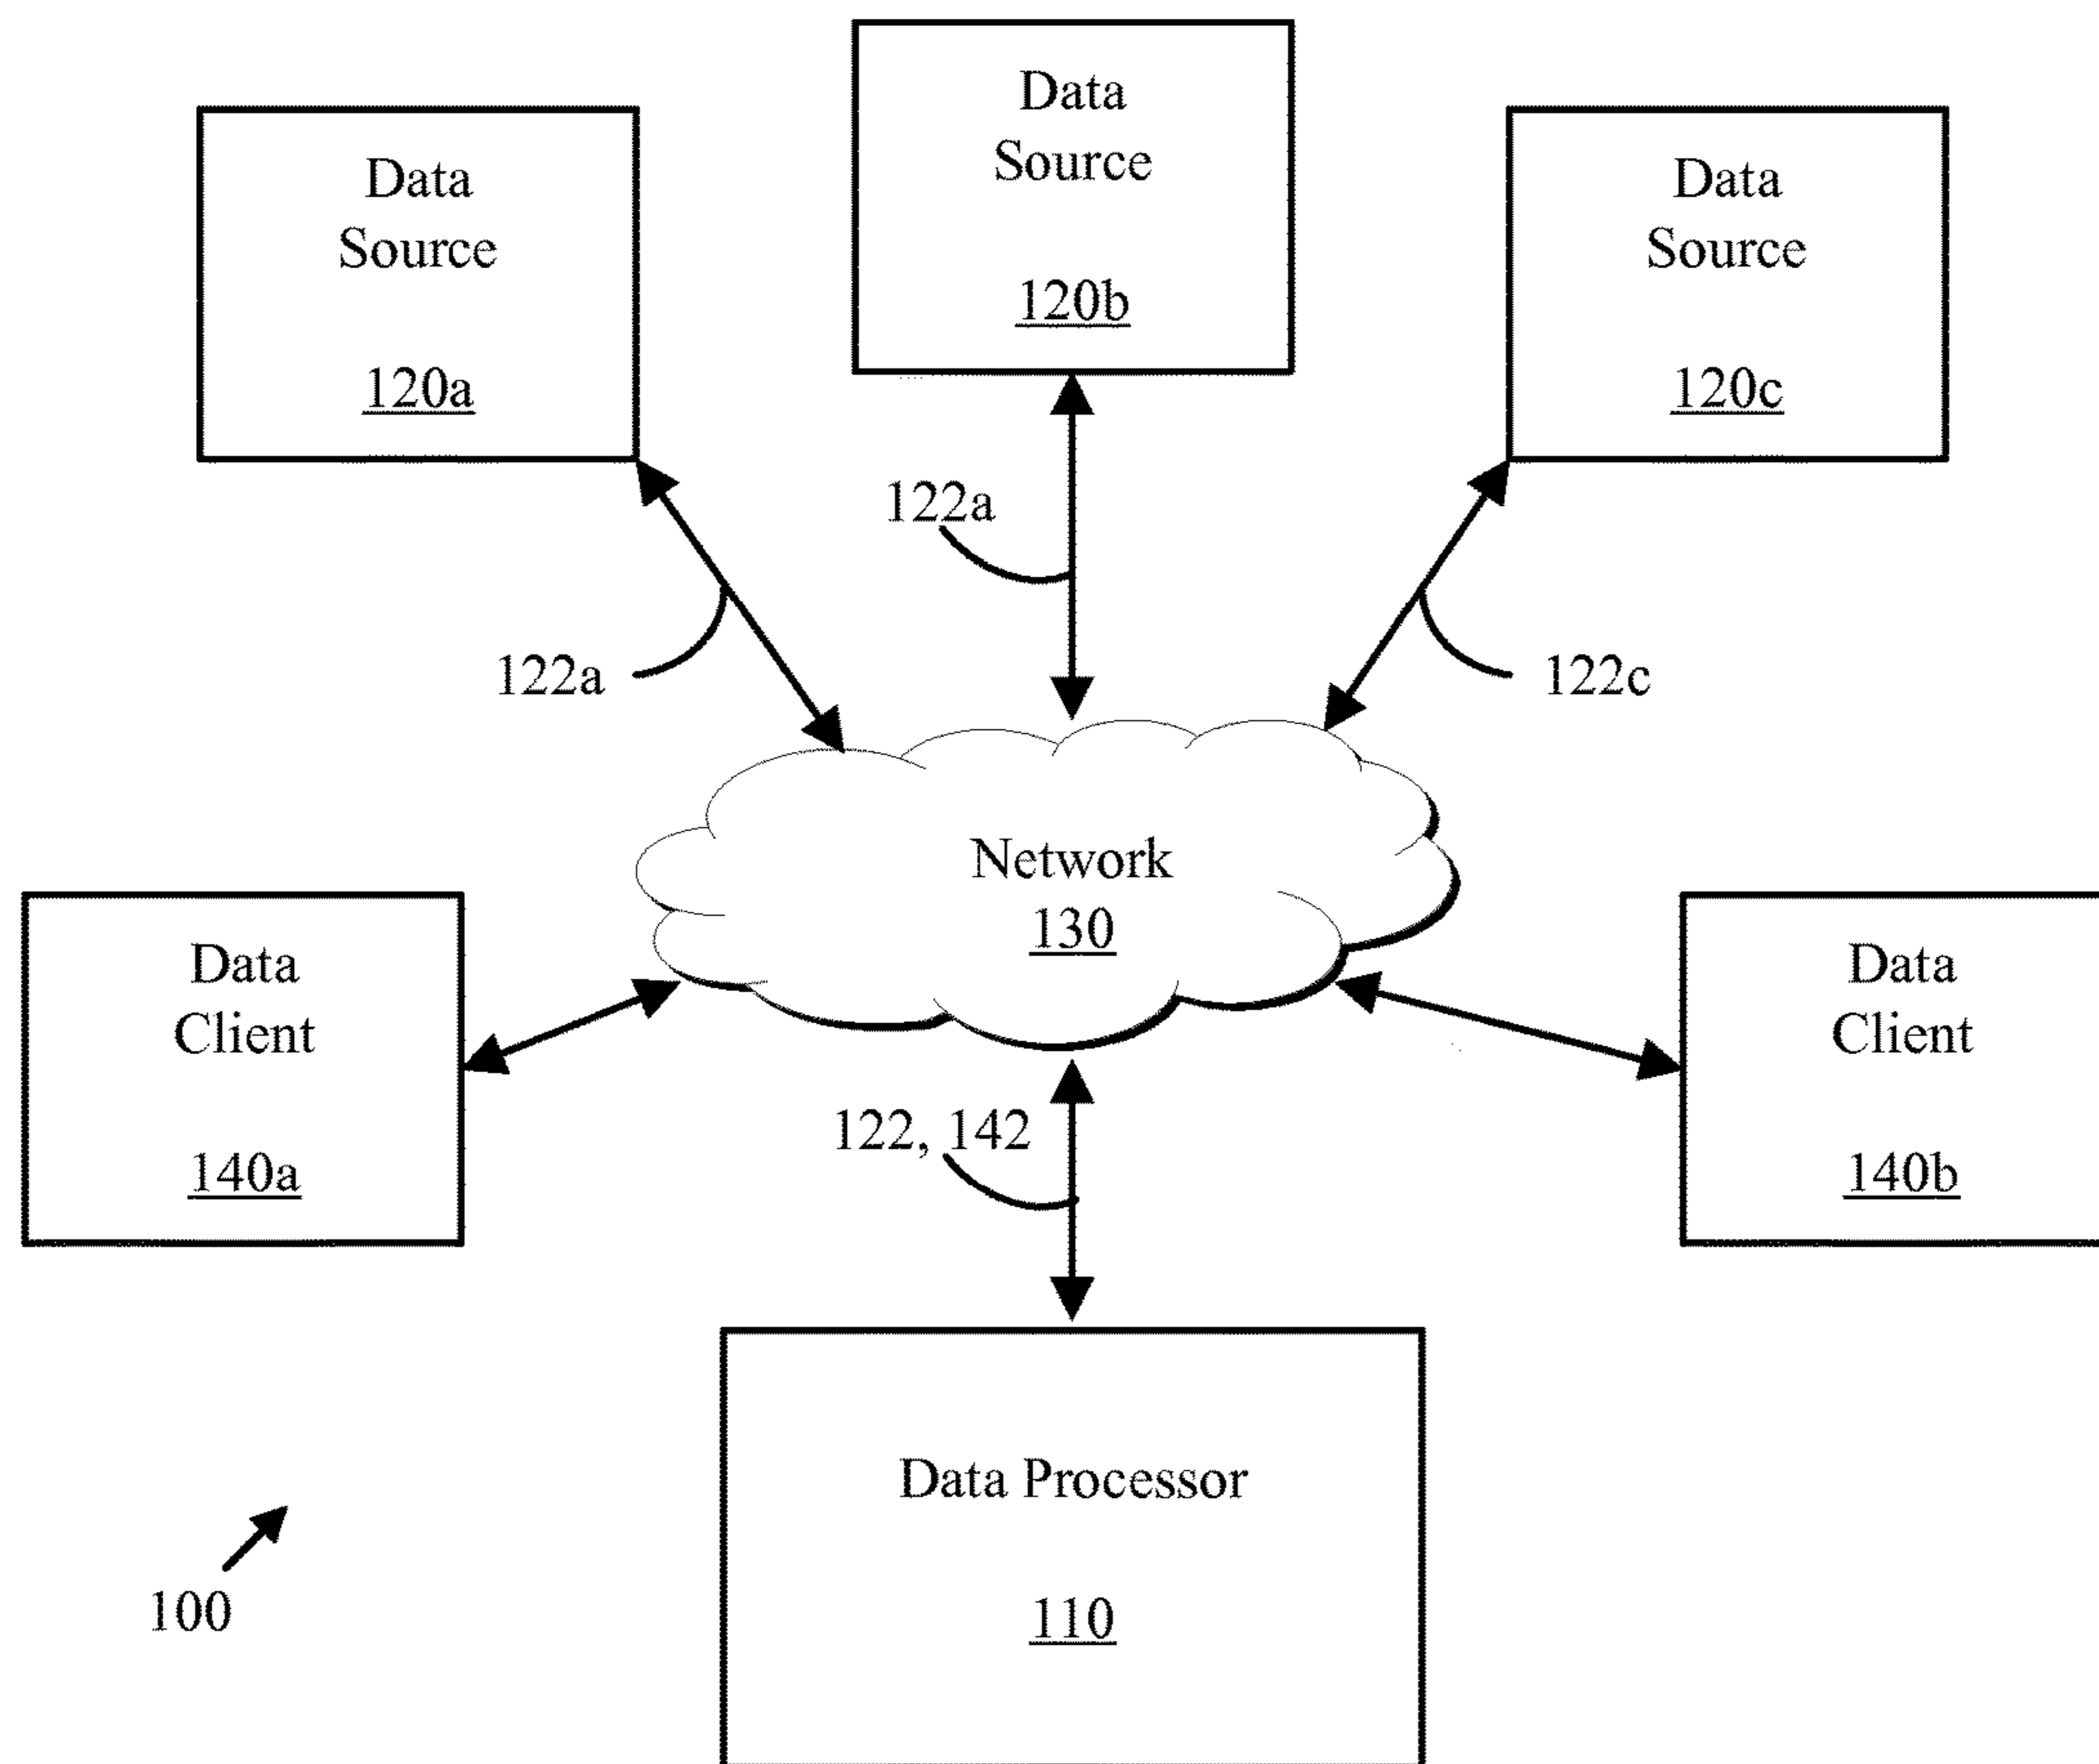 Data
Source
120a
Data
Source
120b
Data
Source
120c
122a
122a
122c
Network
130
Data
Client
140a
Data
Client
140b
122, 142
Data Processor
110
100